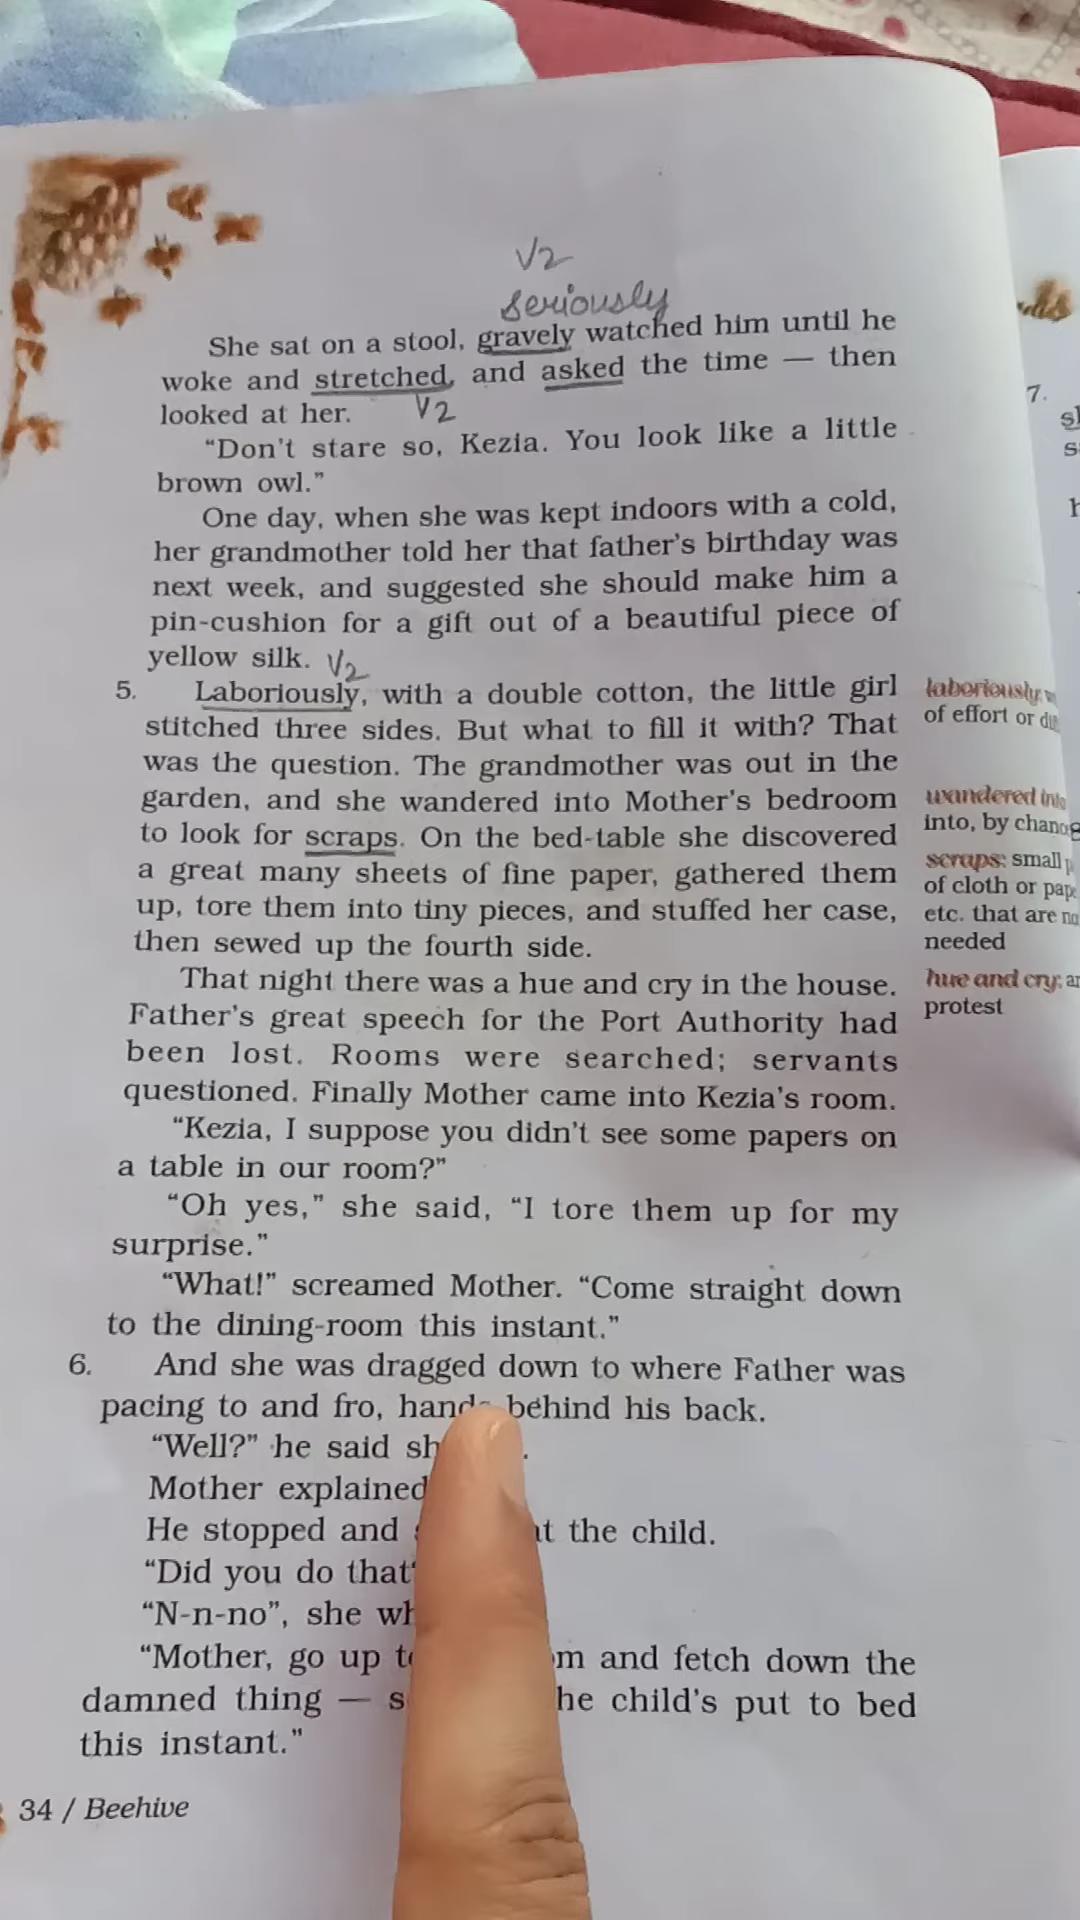 V2
seriously
She sat on a stool, gravely watched him until he
woke and stretched, and asked the time — then
looked at her. V2
"Don't stare so, Kezia. You look like a little
brown owl."
One day, when she was kept indoors with a cold,
her grandmother told her that father's birthday was
next week, and suggested she should make him a
pin-cushion for a gift out of a beautiful piece of
yellow silk. V2
5. Laboriously, with a double cotton, the little girl
stitched three sides. But what to fill it with? That
was the question. The grandmother was out in the
garden, and she wandered into Mother's bedroom
to look for scraps. On the bed-table she discovered
a great many sheets of fine paper, gathered them
up, tore them into tiny pieces, and stuffed her case,
then sewed up the fourth side.
That night there was a hue and cry in the house.
Father's great speech for the Port Authority had
been lost. Rooms were searched; servants
questioned. Finally Mother came into Kezia's room.
"Kezia, I suppose you didn't see some papers on
a table in our room?"
"Oh yes," she said, "I tore them up for my
surprise."
"What!" screamed Mother. "Come straight down
to the dining-room this instant."
6. And she was dragged down to where Father was
pacing to and fro, hands behind his back.
"Well?" he said
Mother explained
He stopped and at the child.
"Did you do that
"N-n-no", she
"Mother, go up and fetch down the
damned thing — the child's put to bed
this instant."
34 / Beehive
laboriously:
of effort or
wandered into
into, by chance
scraps: small
of cloth or
etc. that are
needed
hue and cry:
protest
7.